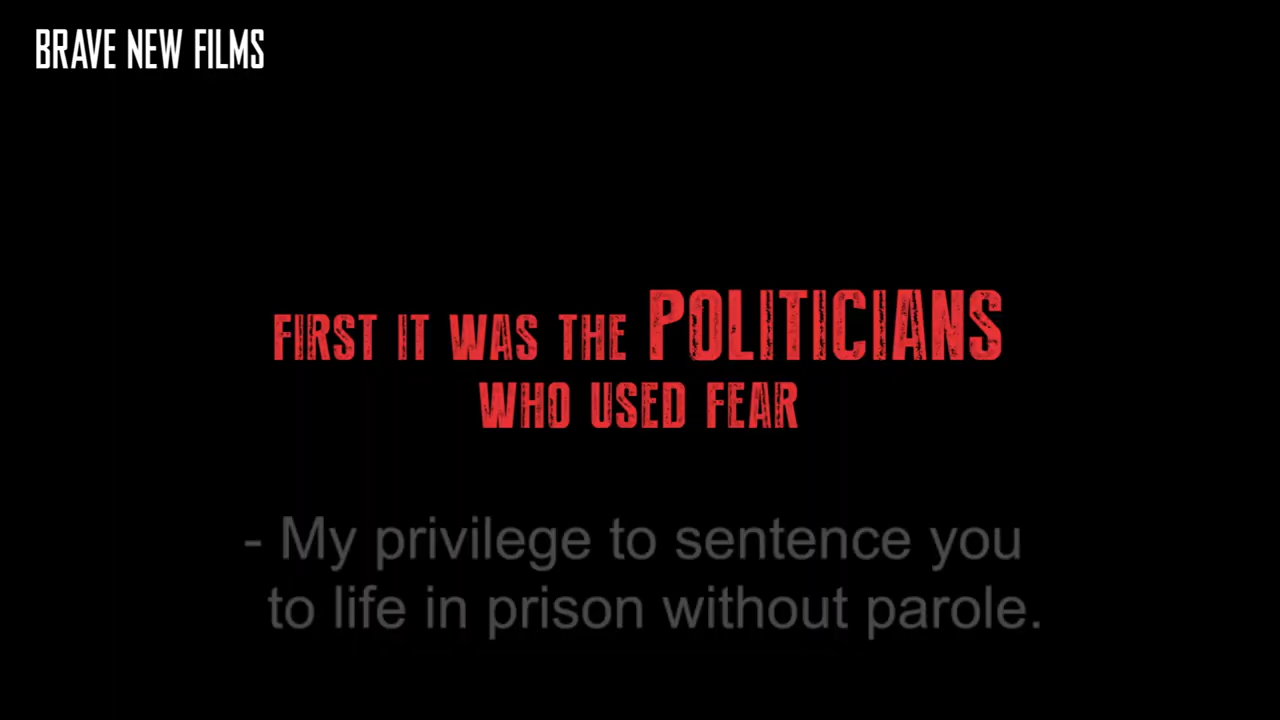 BRAVE NEW FILMS
FIRST IT WAS THE POLITICIANS
WHO USED FEAR
- My privilege to sentence you
to life in prison without parole.